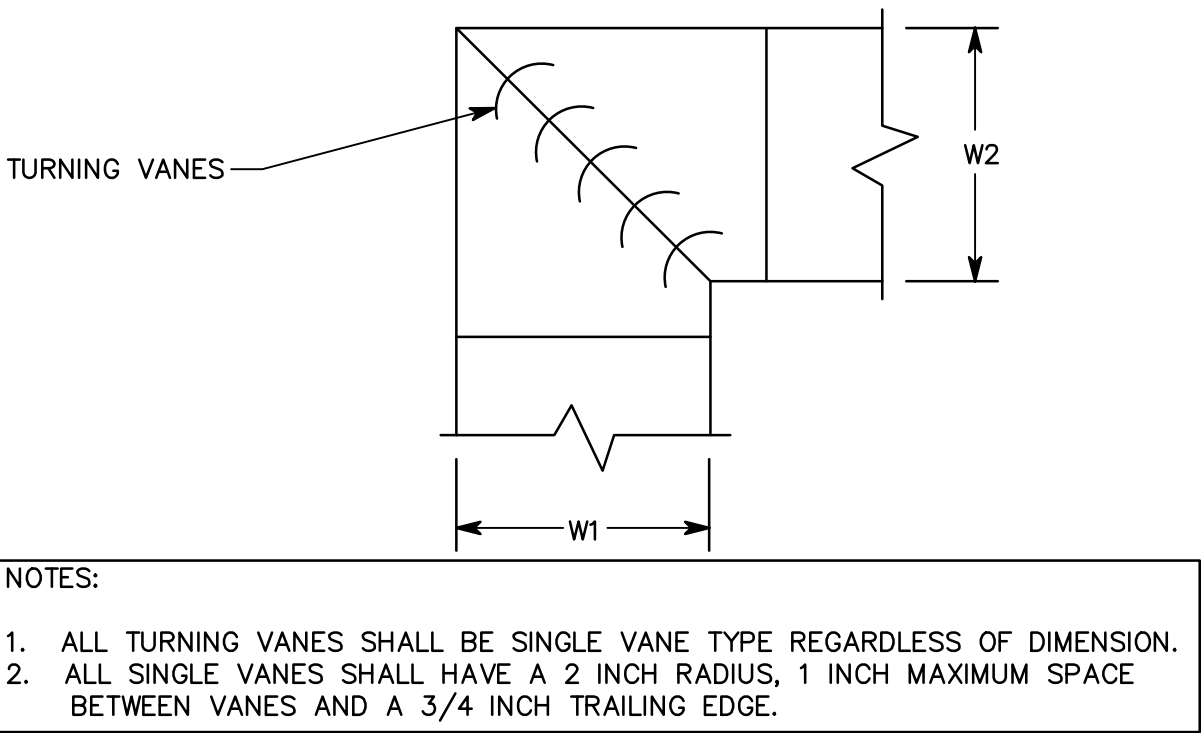 TURNING VANES
W2
W1
NOTES:
1. ALL TURNING VANES SHALL BE SINGLE VANE TYPE REGARDLESS OF DIMENSION.
2. ALL SINGLE VANES SHALL HAVE A 2 INCH RADIUS, 1 INCH MAXIMUM SPACE
BETWEEN VANES AND A 3/4 INCH TRAILING EDGE.